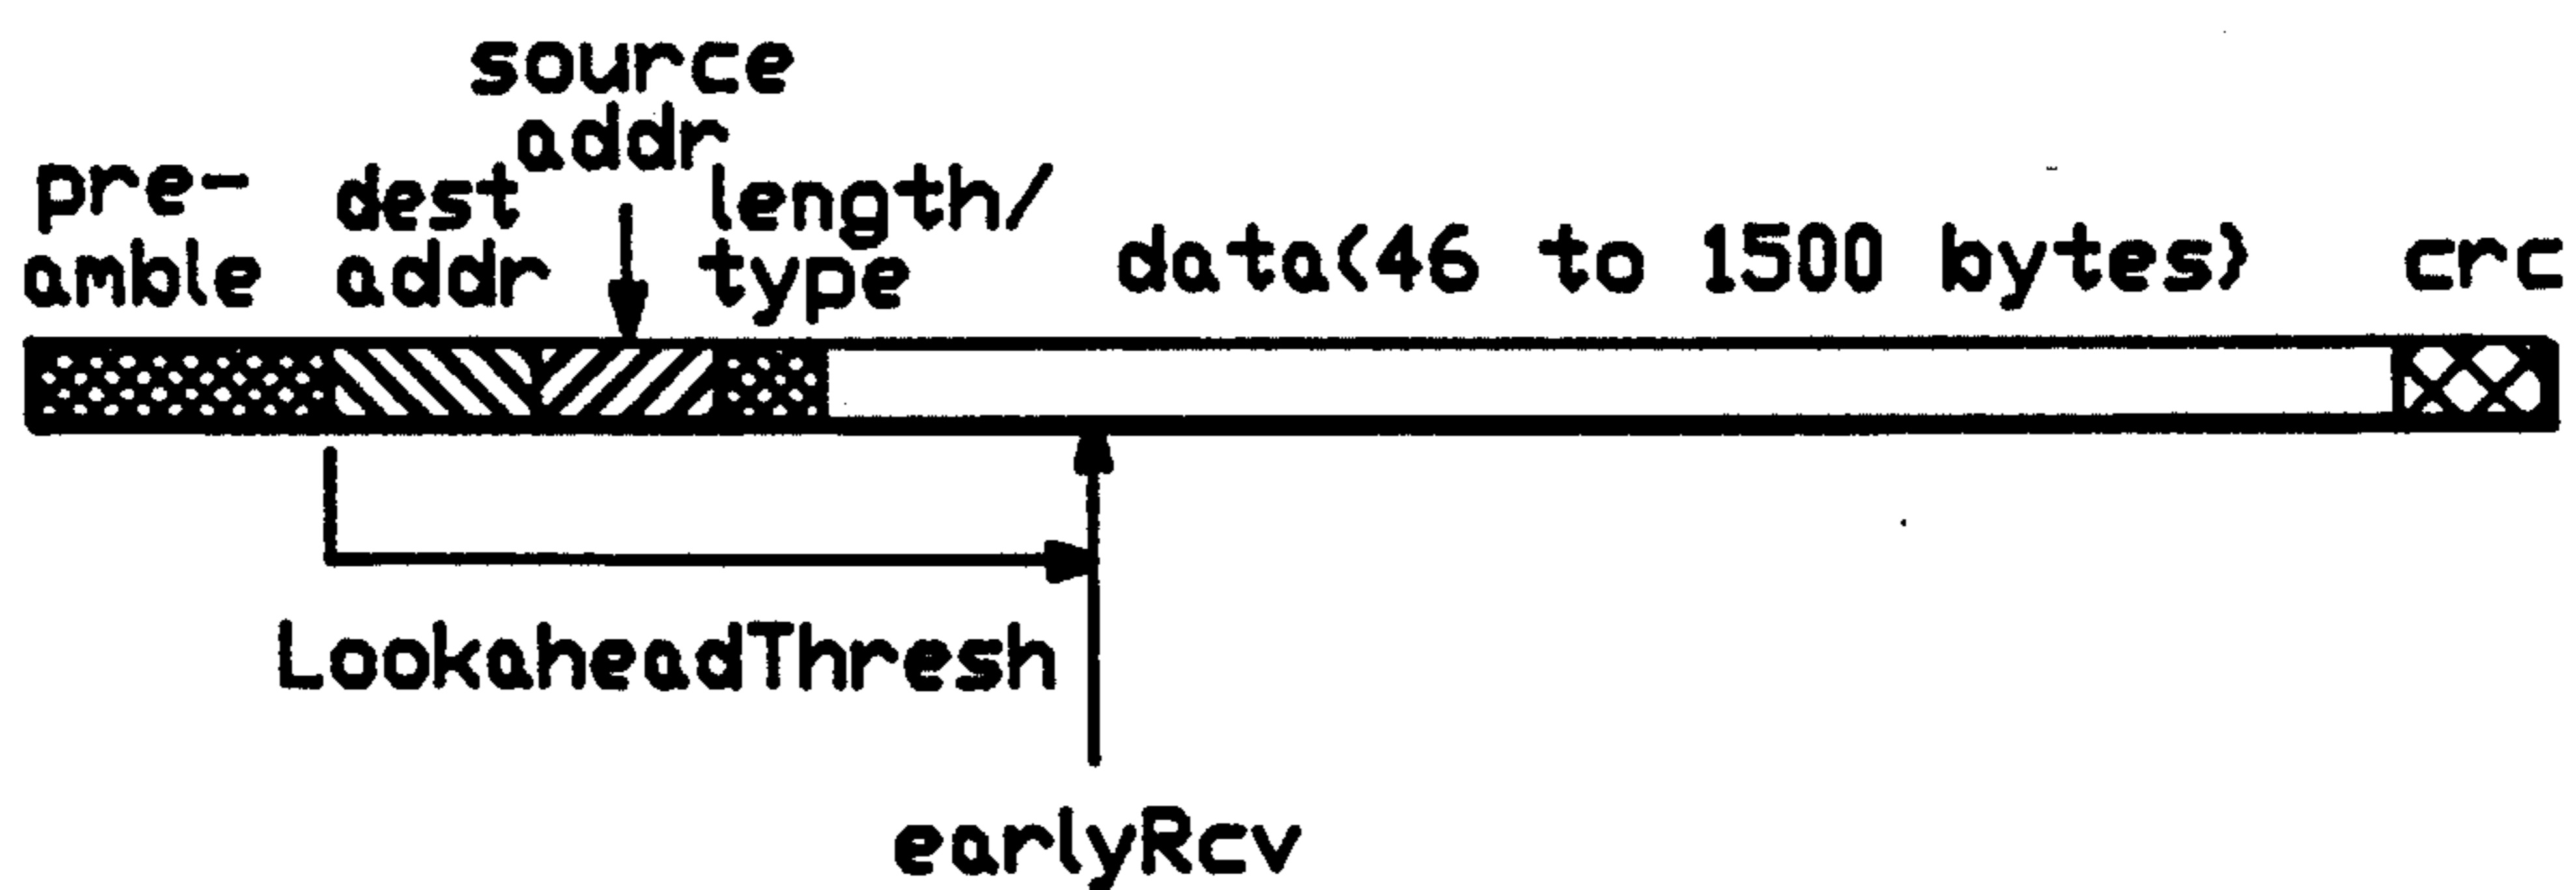 pre-
amble
dest
addr
source
addr
length/
type
data(46 to 1500 bytes)
crc
LookaheadThresh
earlyRcv